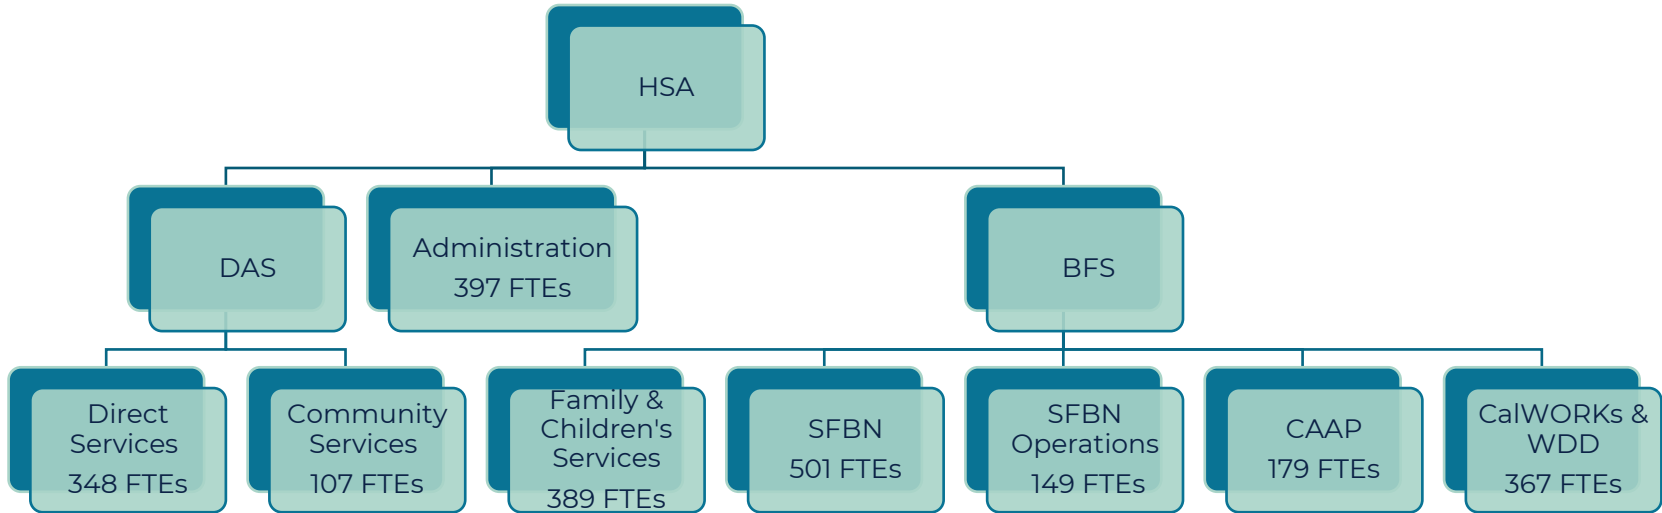 HSA
DAS
Administration
397 FTEs
BFS
Direct
Services
348 FTEs
Community
Services
107 FTEs
Family &
Children's
Services
389 FTEs
SFBN
501 FTEs
SFBN
Operations
149 FTEs
CAAP
179 FTEs
CalWORKs &
WDD
367 FTEs